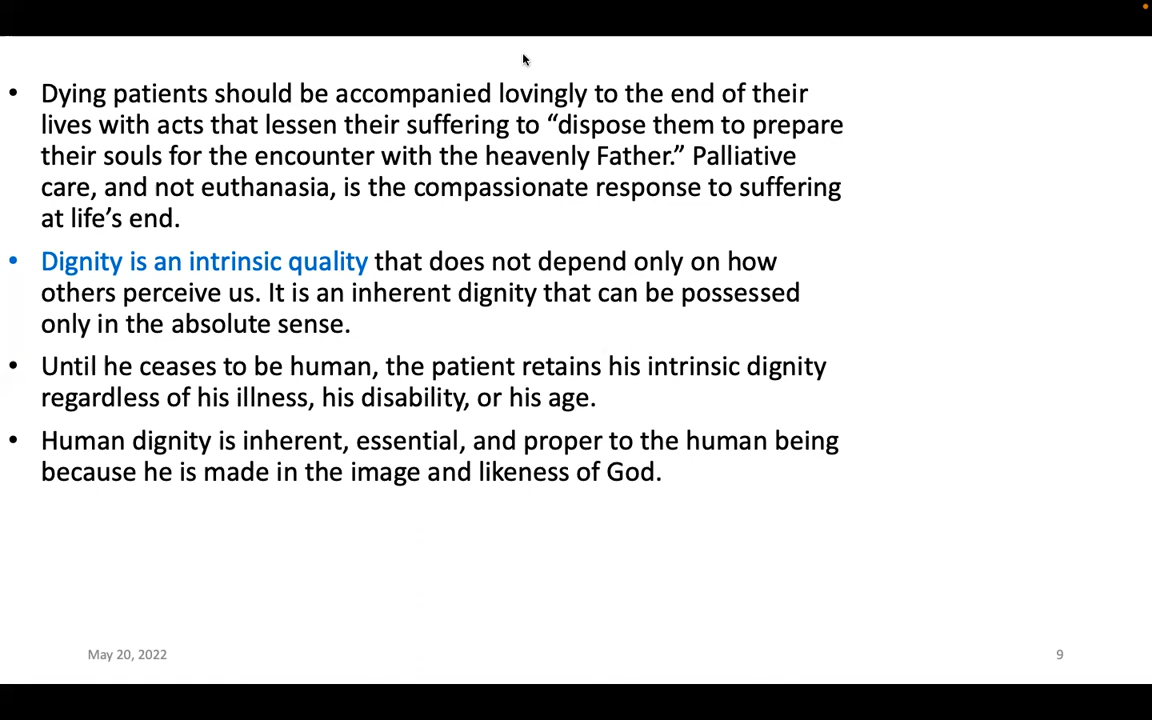 • Dying patients should be accompanied lovingly to the end of their
lives with acts that lessen their suffering to “dispose them to prepare
their souls for the encounter with the heavenly Father.” Palliative
care, and not euthanasia, is the compassionate response to suffering
at life’s end.
• Dignity is an intrinsic quality that does not depend only on how
others perceive us. It is an inherent dignity that can be possessed
only in the absolute sense.
• Until he ceases to be human, the patient retains his intrinsic dignity
regardless of his illness, his disability, or his age.
• Human dignity is inherent, essential, and proper to the human being
because he is made in the image and likeness of God.
May 20, 2022
9